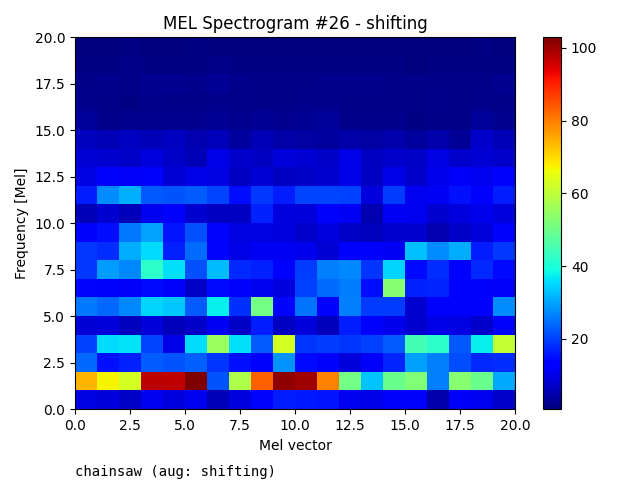 MEL Spectrogram #26 - shifting
20.0
17.5
15.0
12.5
10.0
7.5
5.0
2.5
0.0
Frequency [Mel]
0.0 2.5 5.0 7.5 10.0 12.5 15.0 17.5 20.0
Mel vector
100
80
60
40
20
chainsaw (aug: shifting)